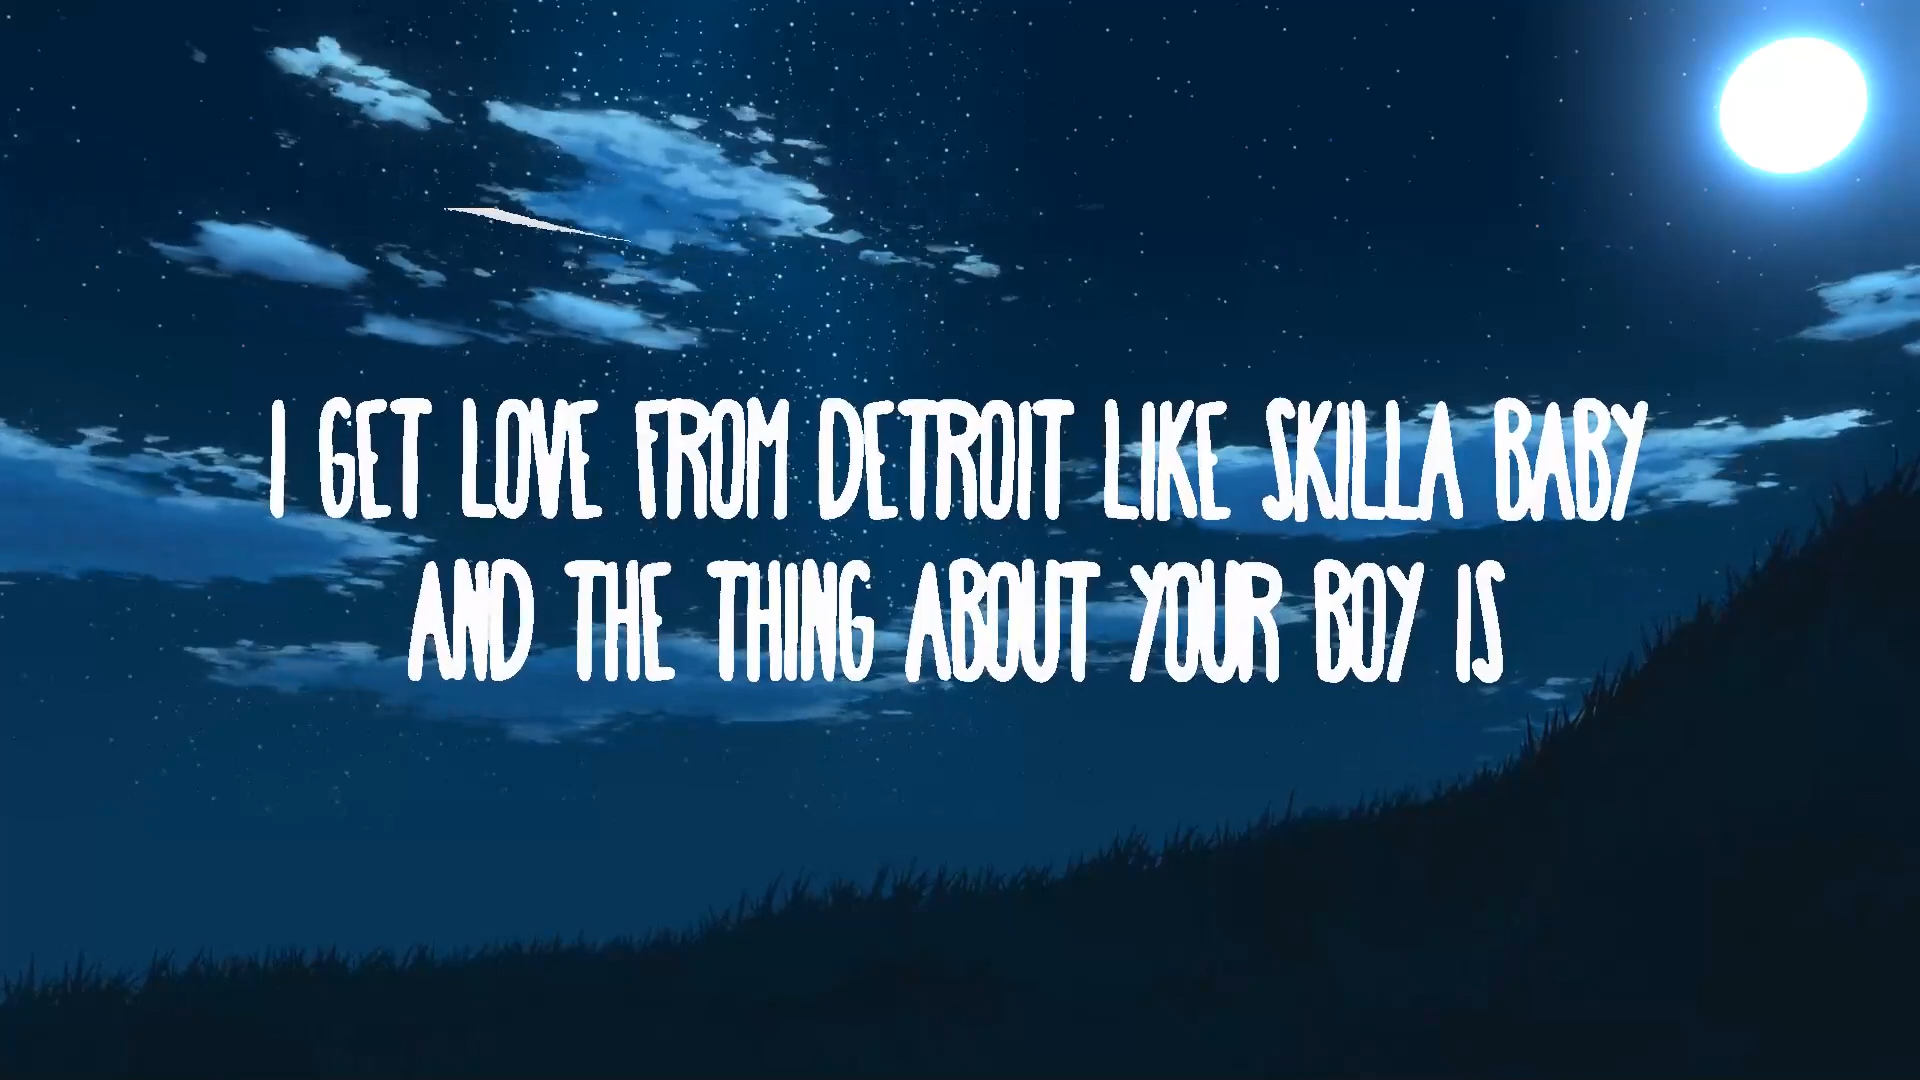 I GET LOVE FROM DETROIT LIKE SKILLA BABY
AND THE THING ABOUT YOUR BOY IS